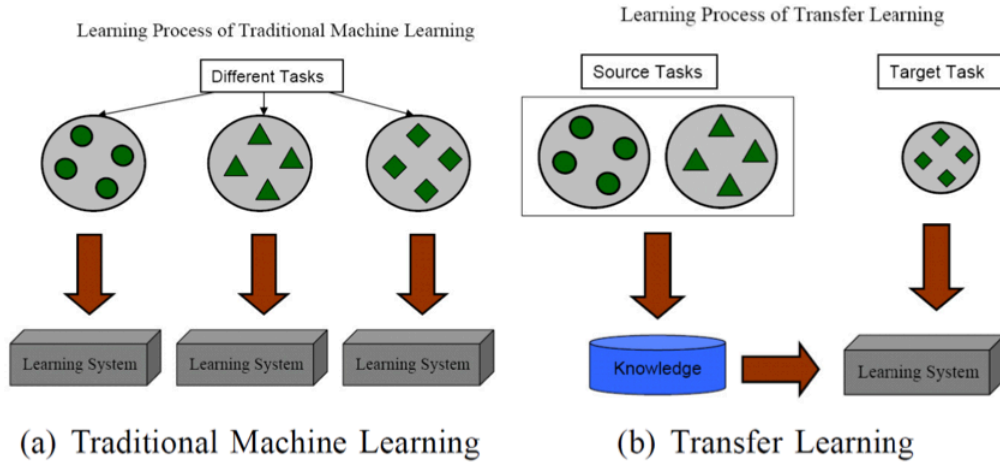 Learning Process of Traditional Machine Learning
Different Tasks
Learning System
Learning System
Learning System
(a) Traditional Machine Learning
Learning Process of Transfer Learning
Source Tasks
Target Task
Knowledge
Learning System
(b) Transfer Learning